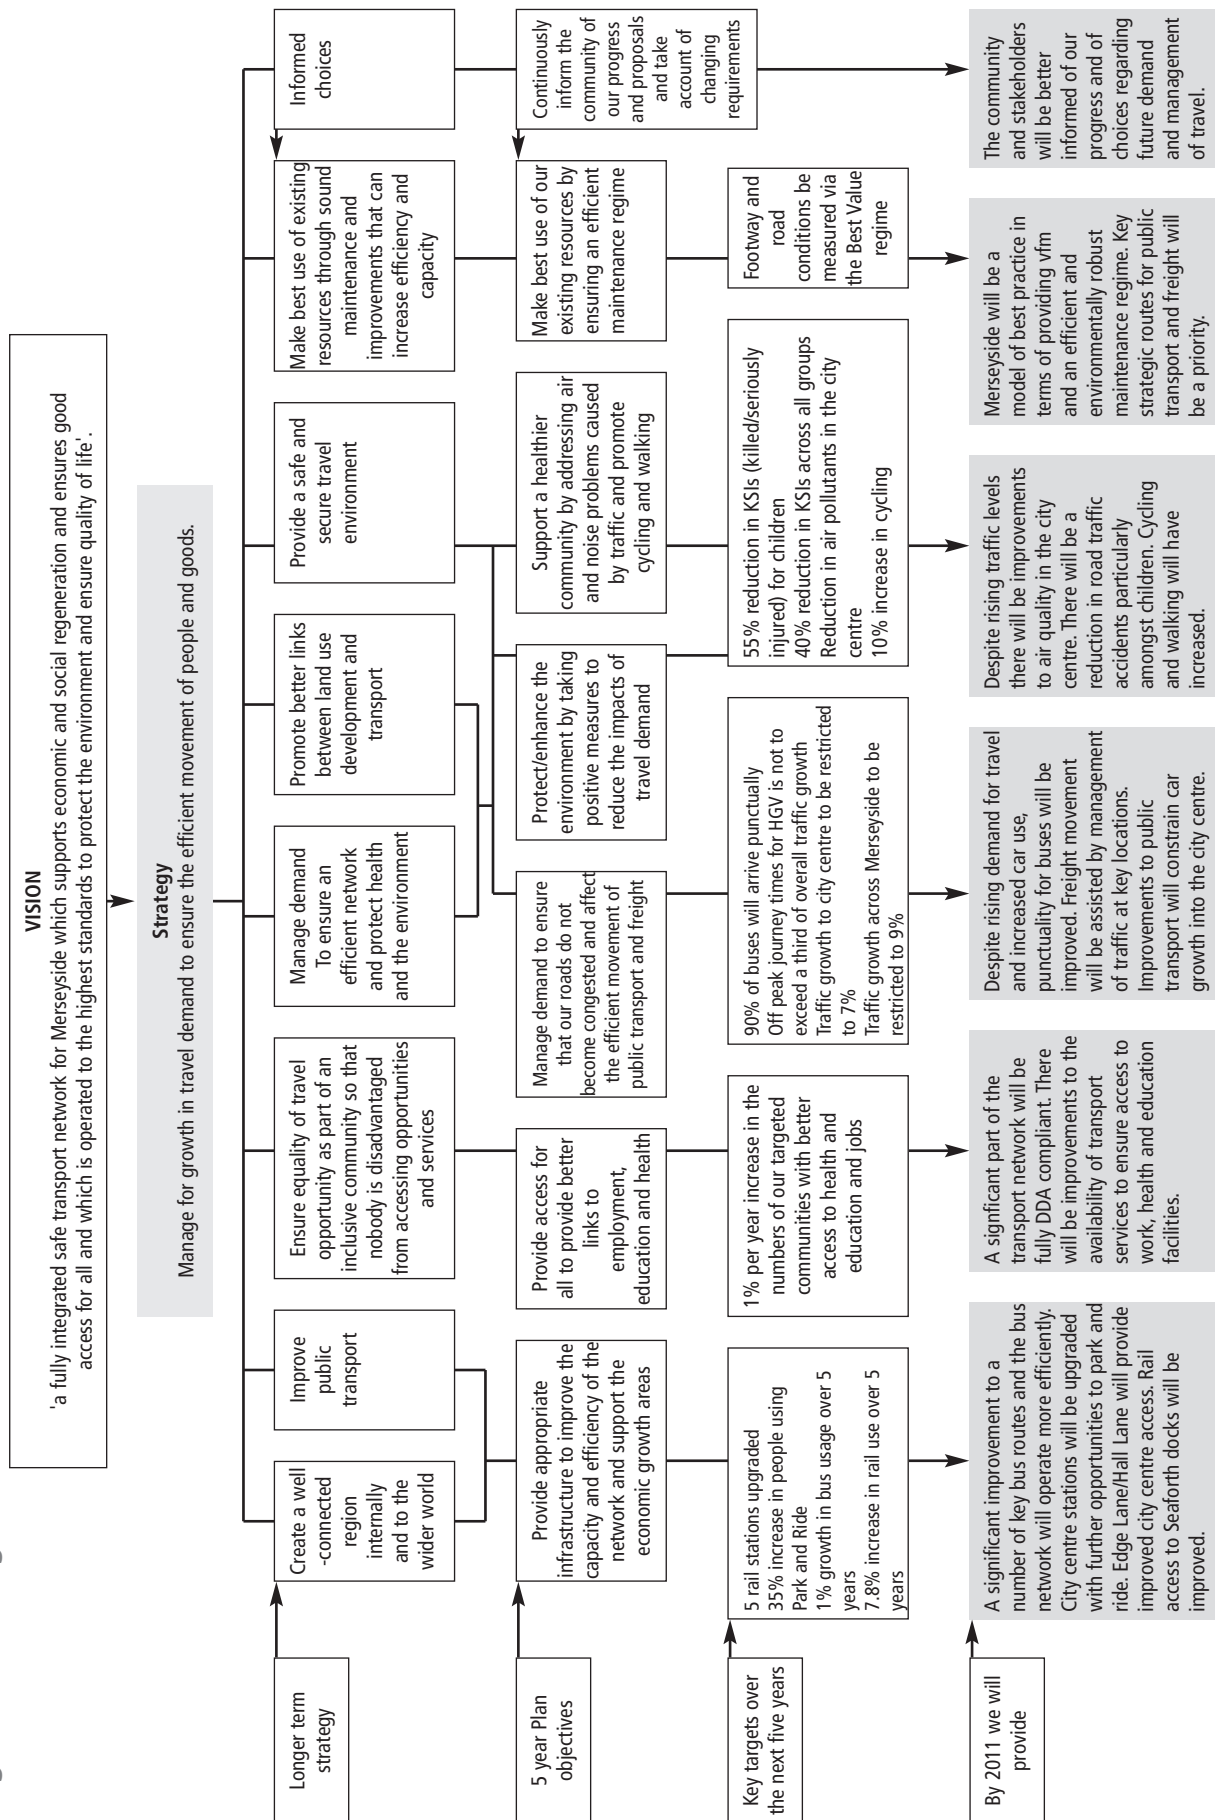 VISION
'a fully integrated safe transport network for Merseyside which supports economic and social regeneration and ensures good
access for all and which is operated to the highest standards to protect the environment and ensure quality of life'.
Strategy
Manage for growth in travel demand to ensure the efficient movement of people and goods.
Longer term
strategy
Create a well
-connected
region
internally
and to the
wider world
Improve
public
transport
Ensure equality of travel
opportunity as part of an
inclusive community so that
nobody is disadvantaged
from accessing opportunities
and services
Manage demand
To ensure an
efficient network
and protect health
and the environment
Promote better links
between land use
development and
transport
Provide a safe and
secure travel
environment
Make best use of existing
resources through sound
maintenance and
improvements that can
increase efficiency and
capacity
Informed
choices
5 year Plan
objectives
Provide appropriate
infrastructure to improve the
capacity and efficiency of the
network and support the
economic growth areas
Provide access for
all to provide better
links to
employment,
education and health
Manage demand to ensure
that our roads do not
become congested and affect
the efficient movement of
public transport and freight
Protect/enhance the
environment by taking
positive measures to
reduce the impacts of
travel demand
Support a healthier
community by addressing air
and noise problems caused
by traffic and promote
cycling and walking
Make best use of our
existing resources by
ensuring an efficient
maintenance regime
Continuously
inform the
community of
our progress
and proposals
and take
account of
changing
requirements
Key targets over
the next five years
5 rail stations upgraded
35% increase in people using
Park and Ride
1% growth in bus usage over 5
years
7.8% increase in rail use over 5
years
1% per year increase in the
numbers of our targeted
communities with better
access to health and
education and jobs
90% of buses will arrive punctually
Off peak journey times for HGV is not to
exceed a third of overall traffic growth
Traffic growth to city centre to be restricted
to 7%
Traffic growth across Merseyside to be
restricted to 9%
55% reduction in KSIs (killed/seriously
injured) for children
40% reduction in KSIs across all groups
Reduction in air pollutants in the city
centre
10% increase in cycling
Footway and
road
conditions be
measured via
the Best Value
regime
By 2011 we will
provide
A significant improvement to a
number of key bus routes and the bus
network will operate more efficiently.
City centre stations will be upgraded
with further opportunities to park and
ride. Edge Lane/Hall Lane will provide
improved city centre access. Rail
access to Seaforth docks will be
improved.
A signficant part of the
transport network will be
fully DDA compliant. There
will be improvements to the
availability of transport
services to ensure access to
work, health and education
facilities.
Despite rising demand for travel
and increased car use,
punctuality for buses will be
improved. Freight movement
will be assisted by management
of traffic at key locations.
Improvements to public
transport will constrain car
growth into the city centre.
Despite rising traffic levels
there will be improvements
to air quality in the city
centre. There will be a
reduction in road traffic
accidents particularly
amongst children. Cycling
and walking will have
increased.
Merseyside will be a
model of best practice in
terms of providing vfm
and an efficient and
environmentally robust
maintenance regime. Key
strategic routes for public
transport and freight will
be a priority.
The community
and stakeholders
will be better
informed of our
progress and of
choices regarding
future demand
and management
of travel.